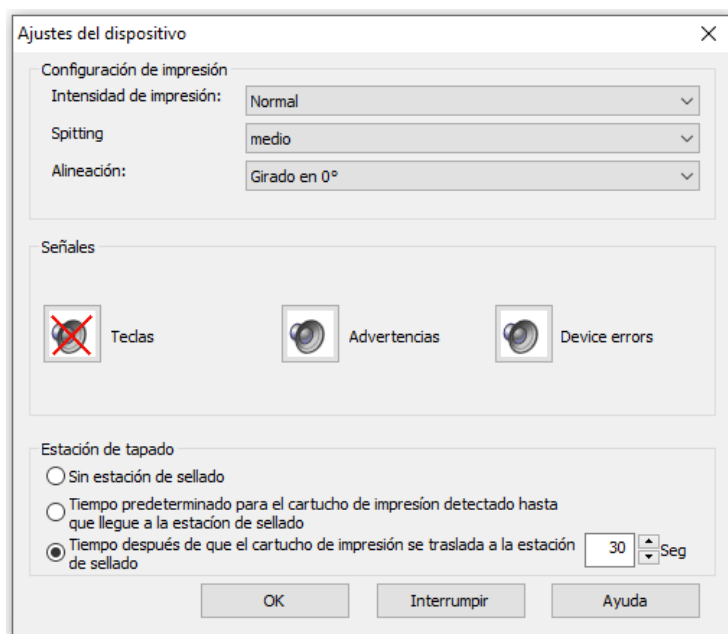 Ajustes del dispositivo
Configuración de impresión
Intensidad de impresión:
Normal
Spitting
medio
Alineación:
Girado en 0°
Señales
Teclas
Advertencias
Device errors
Estación de tapado
Sin estación de sellado
Tiempo predeterminado para el cartucho de impresíon detectado hasta
que llegue a la estacíon de sellado
Tiempo después de que el cartucho de impresión se traslada a la estación
de sellado
30 Seg
OK
Interrumpir
Ayuda